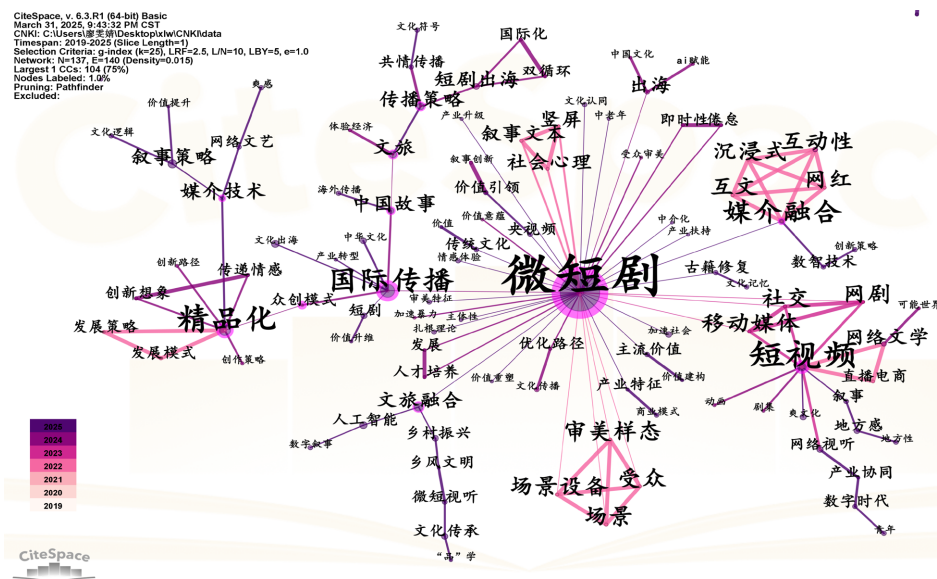 CiteSpace, v. 6.3.R1 (64-bit) Basic
March 31, 2025, 9:43:32 PM CST
CNKI: C:\Users\廖雯婧\Desktop\xlw\CNKI\data
Timespan: 2019-2025 (Slice Length=1)
Selection Criteria: g-index (k=25), LRF=2.5, L/N=10, LBY=5, e=1.0
Network: N=137, E=140 (Density=0.015)
Largest 1 CCs: 104 (75%)
Nodes Labeled: 1.0%
Pruning: Pathfinder
Excluded:
文化符号
国际化
共情传播
短剧出海
双循环
中国文化
ai赋能
出海
爽感
价值提升
传播策略
产业升级
文化认同
中老年
竖屏
即时性倦怠
体验经济
叙事文本
文化逻辑
网络文艺
文旅
叙事策略
叙事创新
社会心理
受众审美
沉浸式
互动性
媒介技术
价值引领
互文
网红
海外传播
中国故事
媒介融合
价值意蕴
价值
央视频
中介化
产业扶持
文化出海
中华文化
传统文化
情感体验
产业转型
创新策略
数智技术
创新路径
传递情感
国际传播
微短剧
古籍修复
文化记忆
创新想象
众创模式
短剧
审美特征
加速暴力
主体性
社交
网剧
可能世界
发展策略
精品化
扎根理论
移动媒体
加速社会
网络文学
价值升维
发展
优化路径
主流价值
短视频
发展模式
创作策略
人才培养
价值重塑
文化传播
产业特征
价值建构
直播电商
文旅融合
动画
剧集
爽文化
叙事
人工智能
商业模式
地方感
地方性
数字叙事
乡村振兴
审美样态
网络视听
乡风文明
产业协同
场景设备
受众
微短视听
数字时代
场景
文化传承
青年
“品”学
2025
2024
2023
2022
2021
2020
2019
CiteSpace